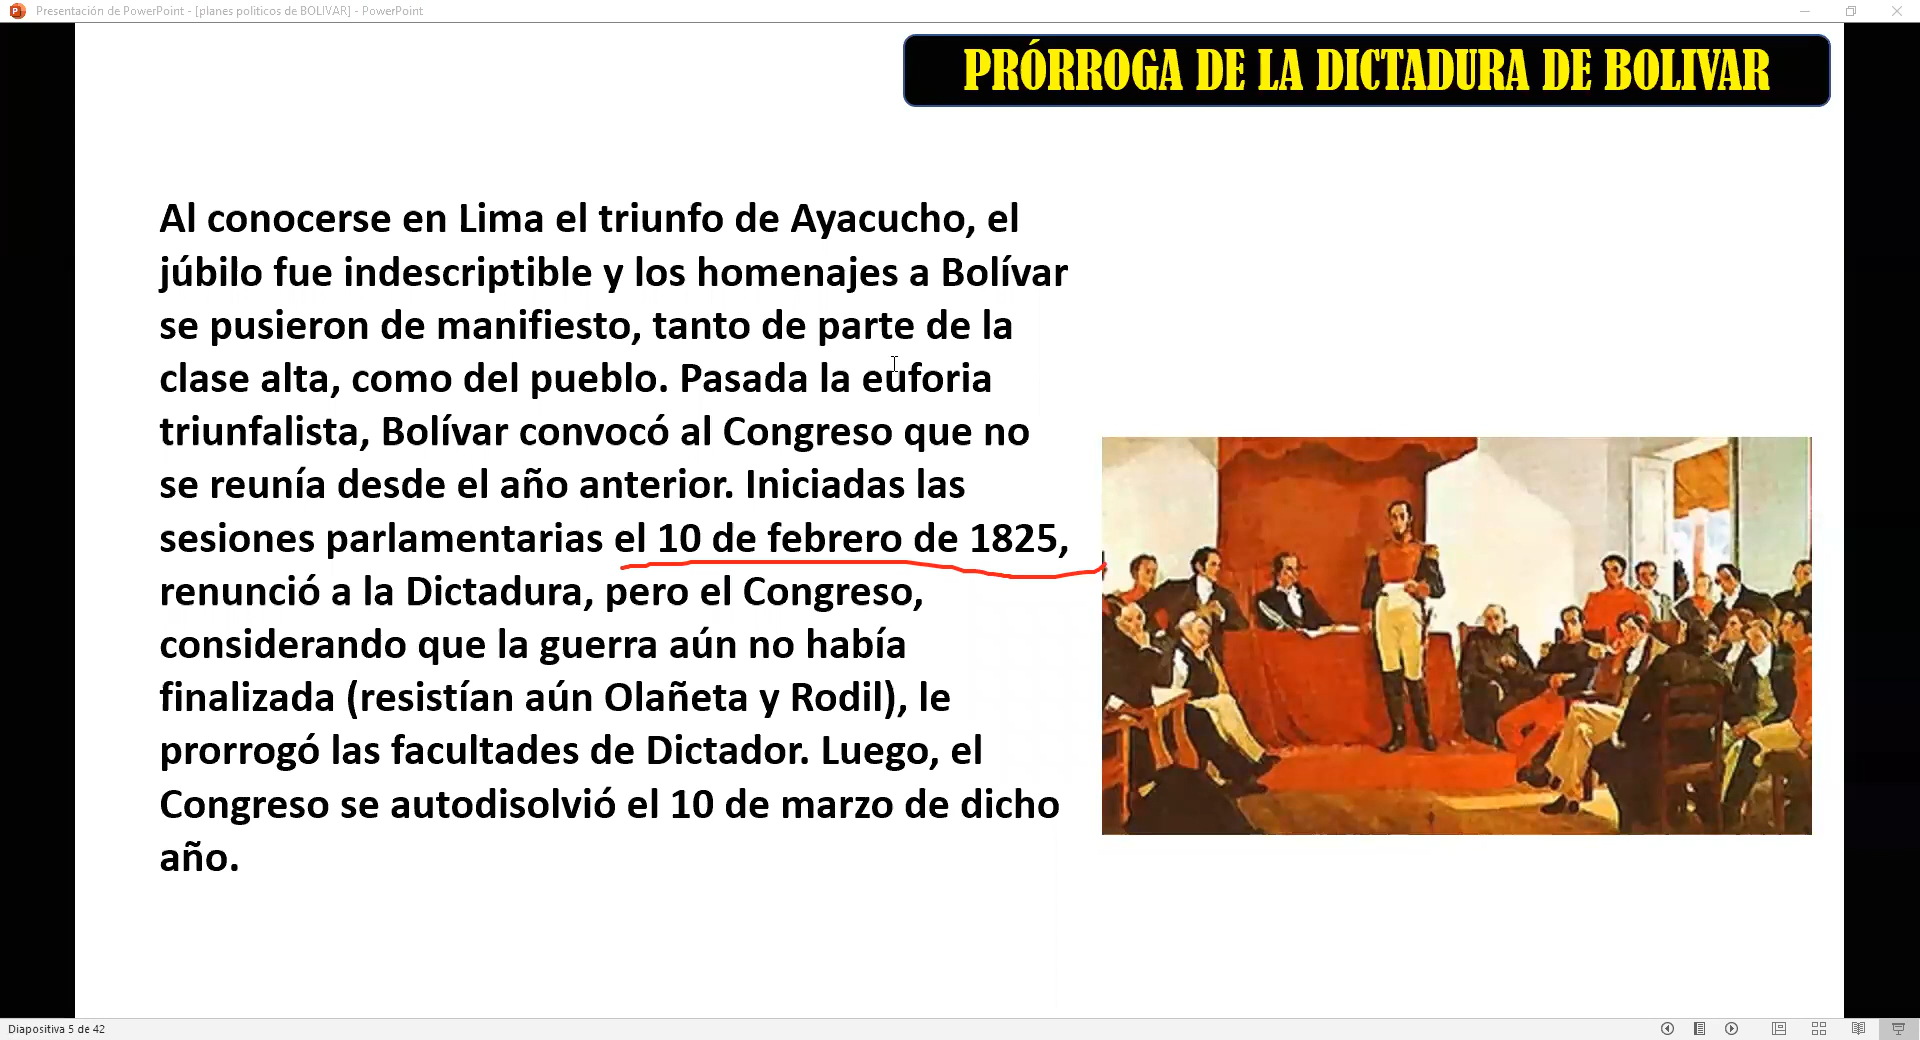 Presentación de PowerPoint - [planes politicos de BOLIVAR] - PowerPoint
PRÓRROGA DE LA DICTADURA DE BOLIVAR
Al conocerse en Lima el triunfo de Ayacucho, el
júbilo fue indescriptible y los homenajes a Bolívar
se pusieron de manifiesto, tanto de parte de la
clase alta, como del pueblo. Pasada la euforia
triunfalista, Bolívar convocó al Congreso que no
se reunía desde el año anterior. Iniciadas las
sesiones parlamentarias el 10 de febrero de 1825,
renunció a la Dictadura, pero el Congreso,
considerando que la guerra aún no había
finalizada (resistían aún Olañeta y Rodil), le
prorrogó las facultades de Dictador. Luego, el
Congreso se autodisolvió el 10 de marzo de dicho
año.
Diapositiva 5 de 42